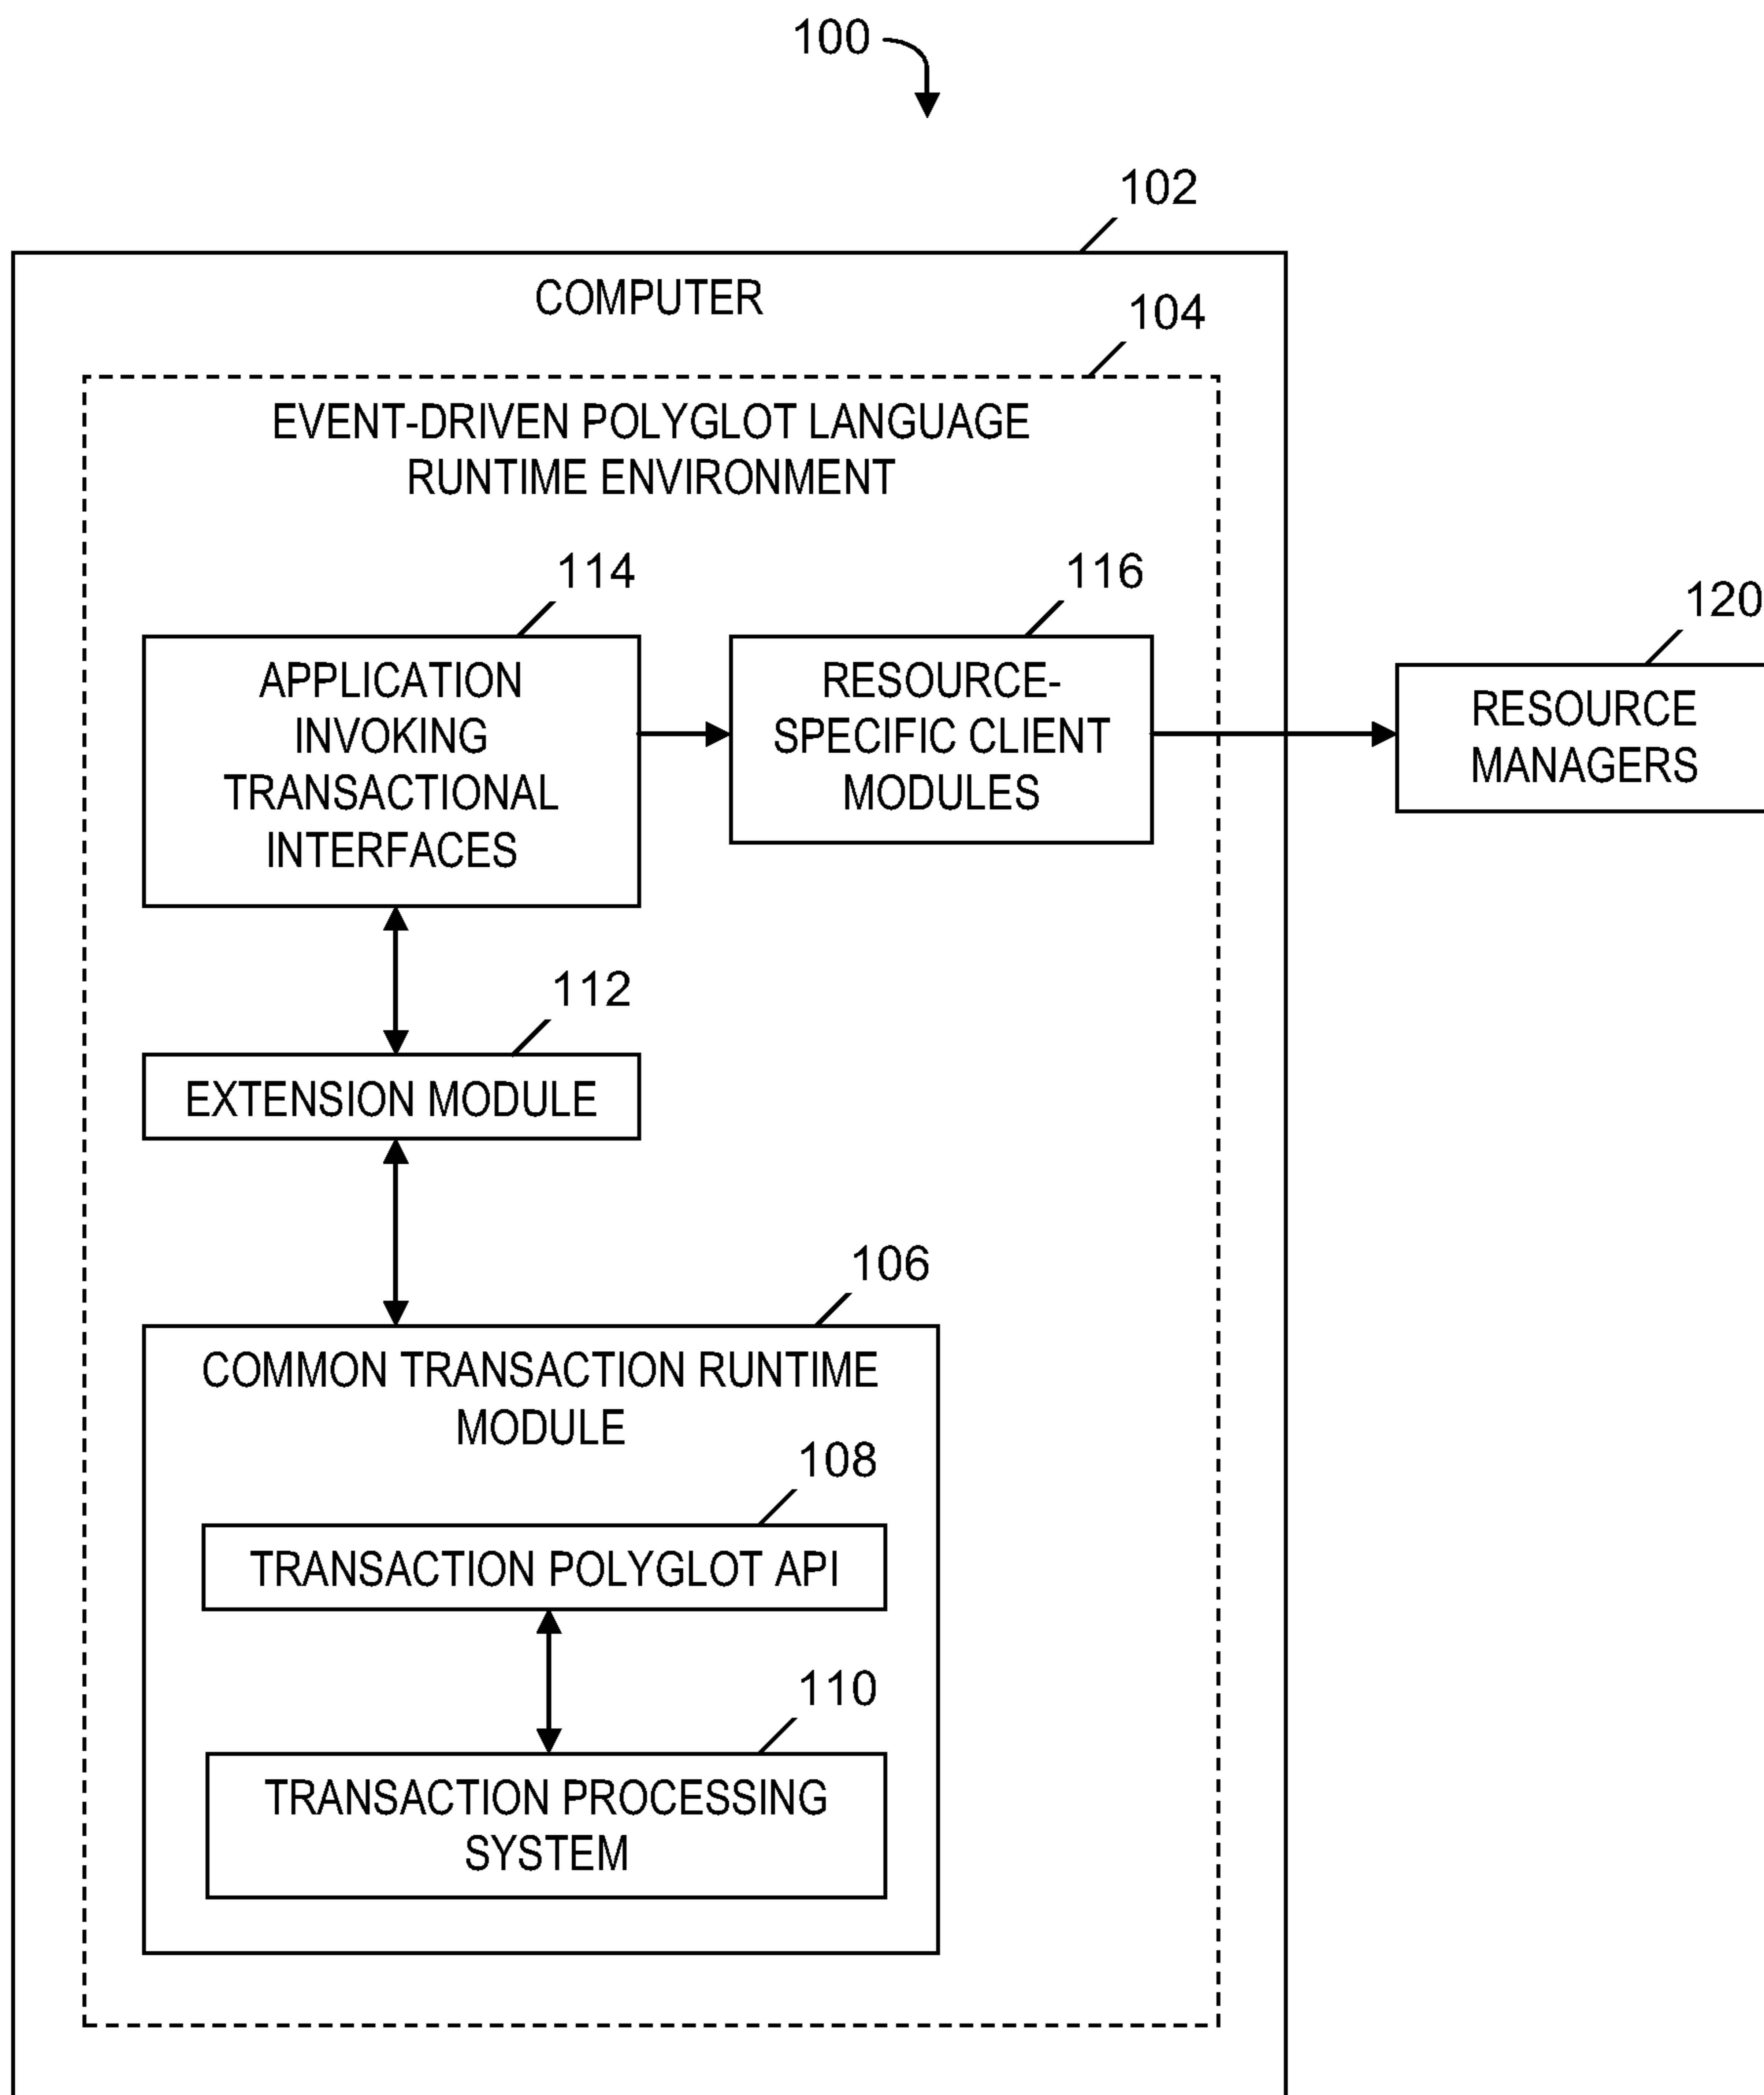 100
102
COMPUTER
104
EVENT-DRIVEN POLYGLOT LANGUAGE
RUNTIME ENVIRONMENT
114
116
120
APPLICATION
INVOKING
TRANSACTIONAL
INTERFACES
RESOURCE-
SPECIFIC CLIENT
MODULES
RESOURCE
MANAGERS
112
EXTENSION MODULE
106
COMMON TRANSACTION RUNTIME
MODULE
108
TRANSACTION POLYGLOT API
110
TRANSACTION PROCESSING
SYSTEM